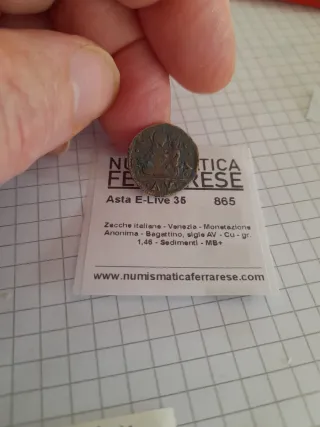 NUMISMATICA
FERRARESE
Asta E-Live 35 865
Zecche Italiane - Venezia - Monetazione
Anonima - Bagattino, sigle AV - Cu - gr.
1,46 - Sedimenti - MB+
www.numismaticaferrarese.com